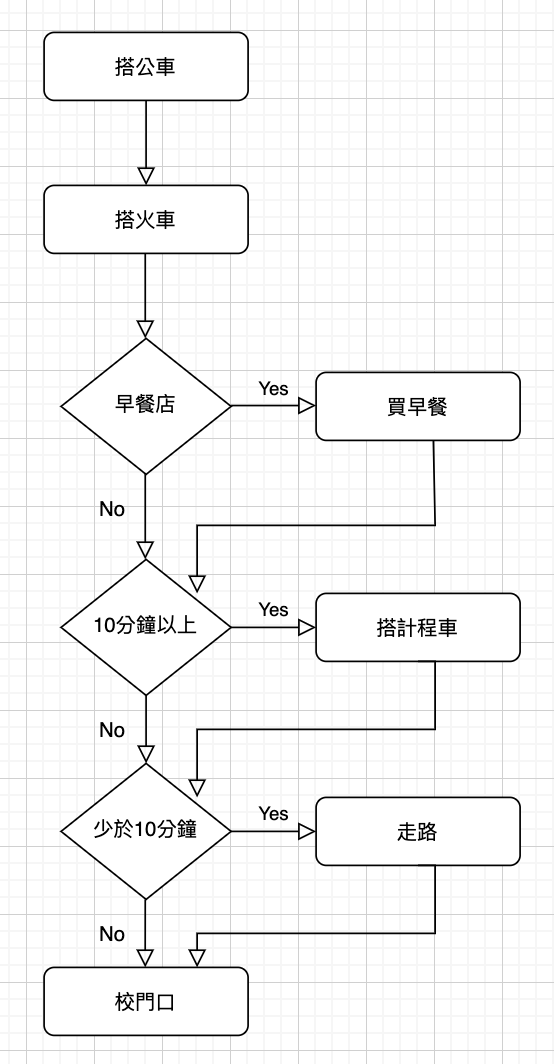 搭公車
搭火車
早餐店
Yes
買早餐
No
10分鐘以上
Yes
搭計程車
No
少於10分鐘
Yes
走路
No
校門口